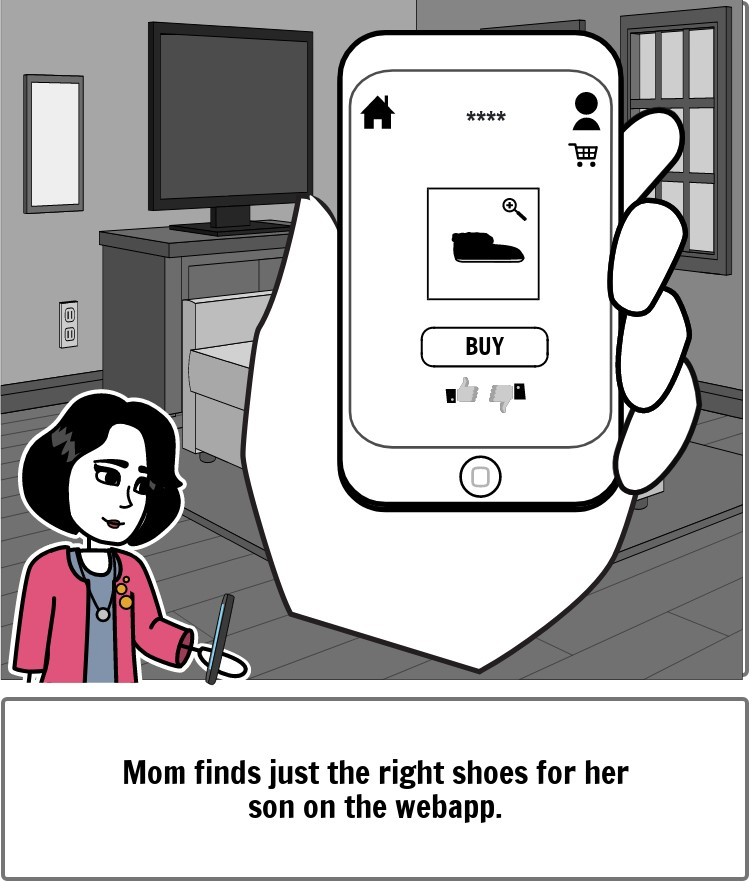 ****
BUY
Mom finds just the right shoes for her
son on the webapp.